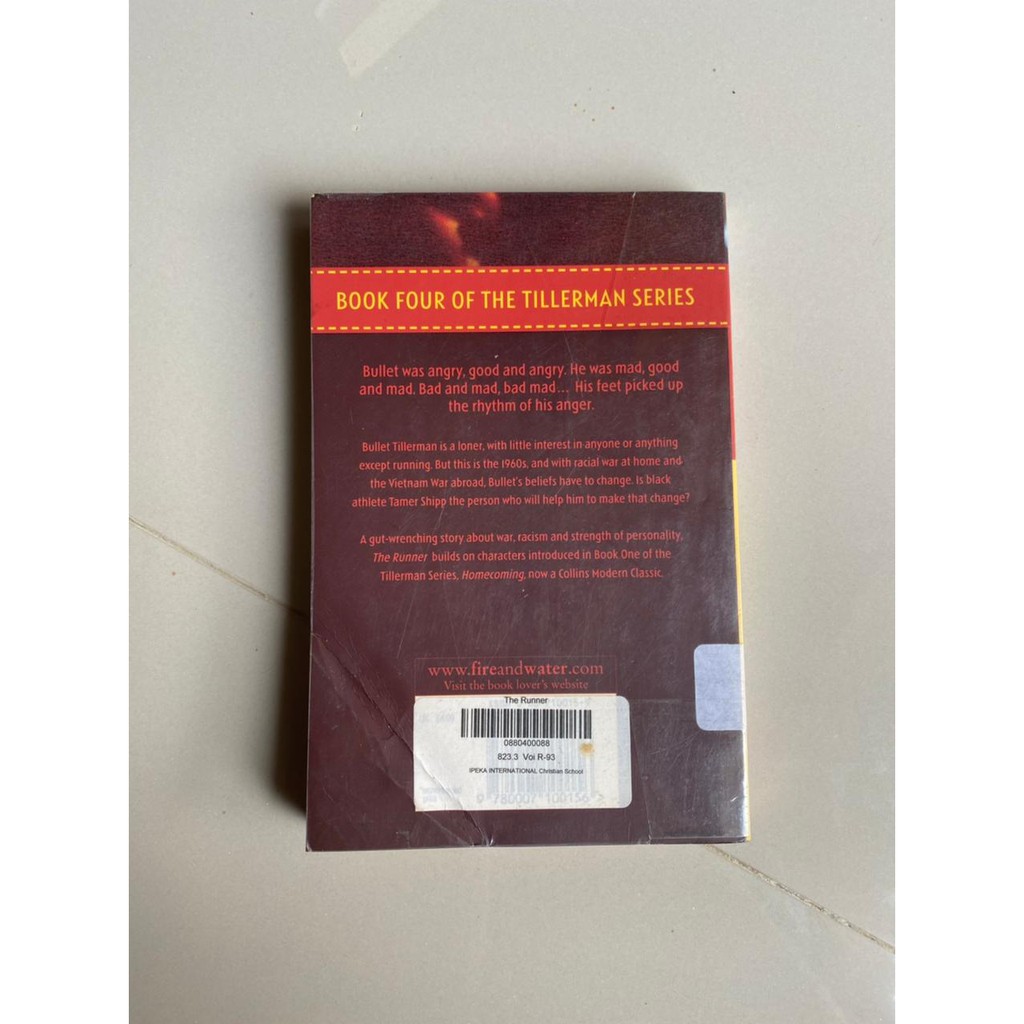 BOOK FOUR OF THE TILLERMAN SERIES
Bullet was angry, good and angry. He was mad, good
and mad. Bad and mad, bad mad... His feet picked up
the rhythm of his anger.
Bullet Tillerman is a loner, with little interest in anyone or anything
except running. But this is the 1960s, and with racial war at home and
the Vietnam War abroad, Bullet's beliefs have to change. Is black
athlete Tamer Shipp the person who will help him to make that change?
A gut-wrenching story about war, racism and strength of personality,
The Runner builds on characters introduced in Book One of the
Tillerman Series, Homecoming, now a Collins Modern Classic.
www.fireandwater.com
Visit the book lover's website
The Runner
0880400088
823.3 Voi R-93
IPEKA INTERNATIONAL Christian School
9 780007 100156